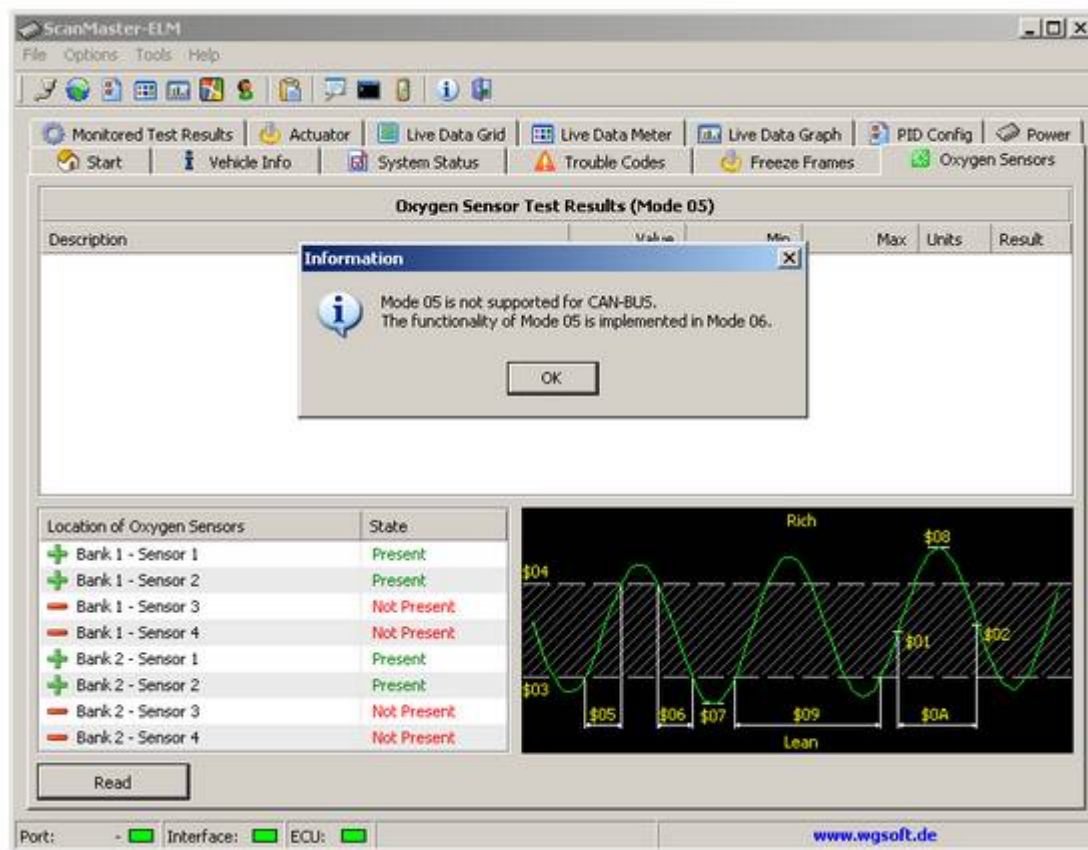 ScanMaster-ELM
File Options Tools Help
Monitored Test Results Actuator Live Data Grid Live Data Meter Live Data Graph PID Config Power
Start Vehicle Info System Status Trouble Codes Freeze Frames Oxygen Sensors
Oxygen Sensor Test Results (Mode 05)
Description Value Min Max Units Result
Information
Mode 05 is not supported for CAN-BUS.
The functionality of Mode 05 is implemented in Mode 06.
OK
Location of Oxygen Sensors State
Bank 1 - Sensor 1 Present
Bank 1 - Sensor 2 Present
Bank 1 - Sensor 3 Not Present
Bank 1 - Sensor 4 Not Present
Bank 2 - Sensor 1 Present
Bank 2 - Sensor 2 Present
Bank 2 - Sensor 3 Not Present
Bank 2 - Sensor 4 Not Present
Rich
$08
$04
$01 $02
$03
$05 $06 $07 $09 $0A
Lean
Read
Port: - Interface: ECU: www.wgsoft.de